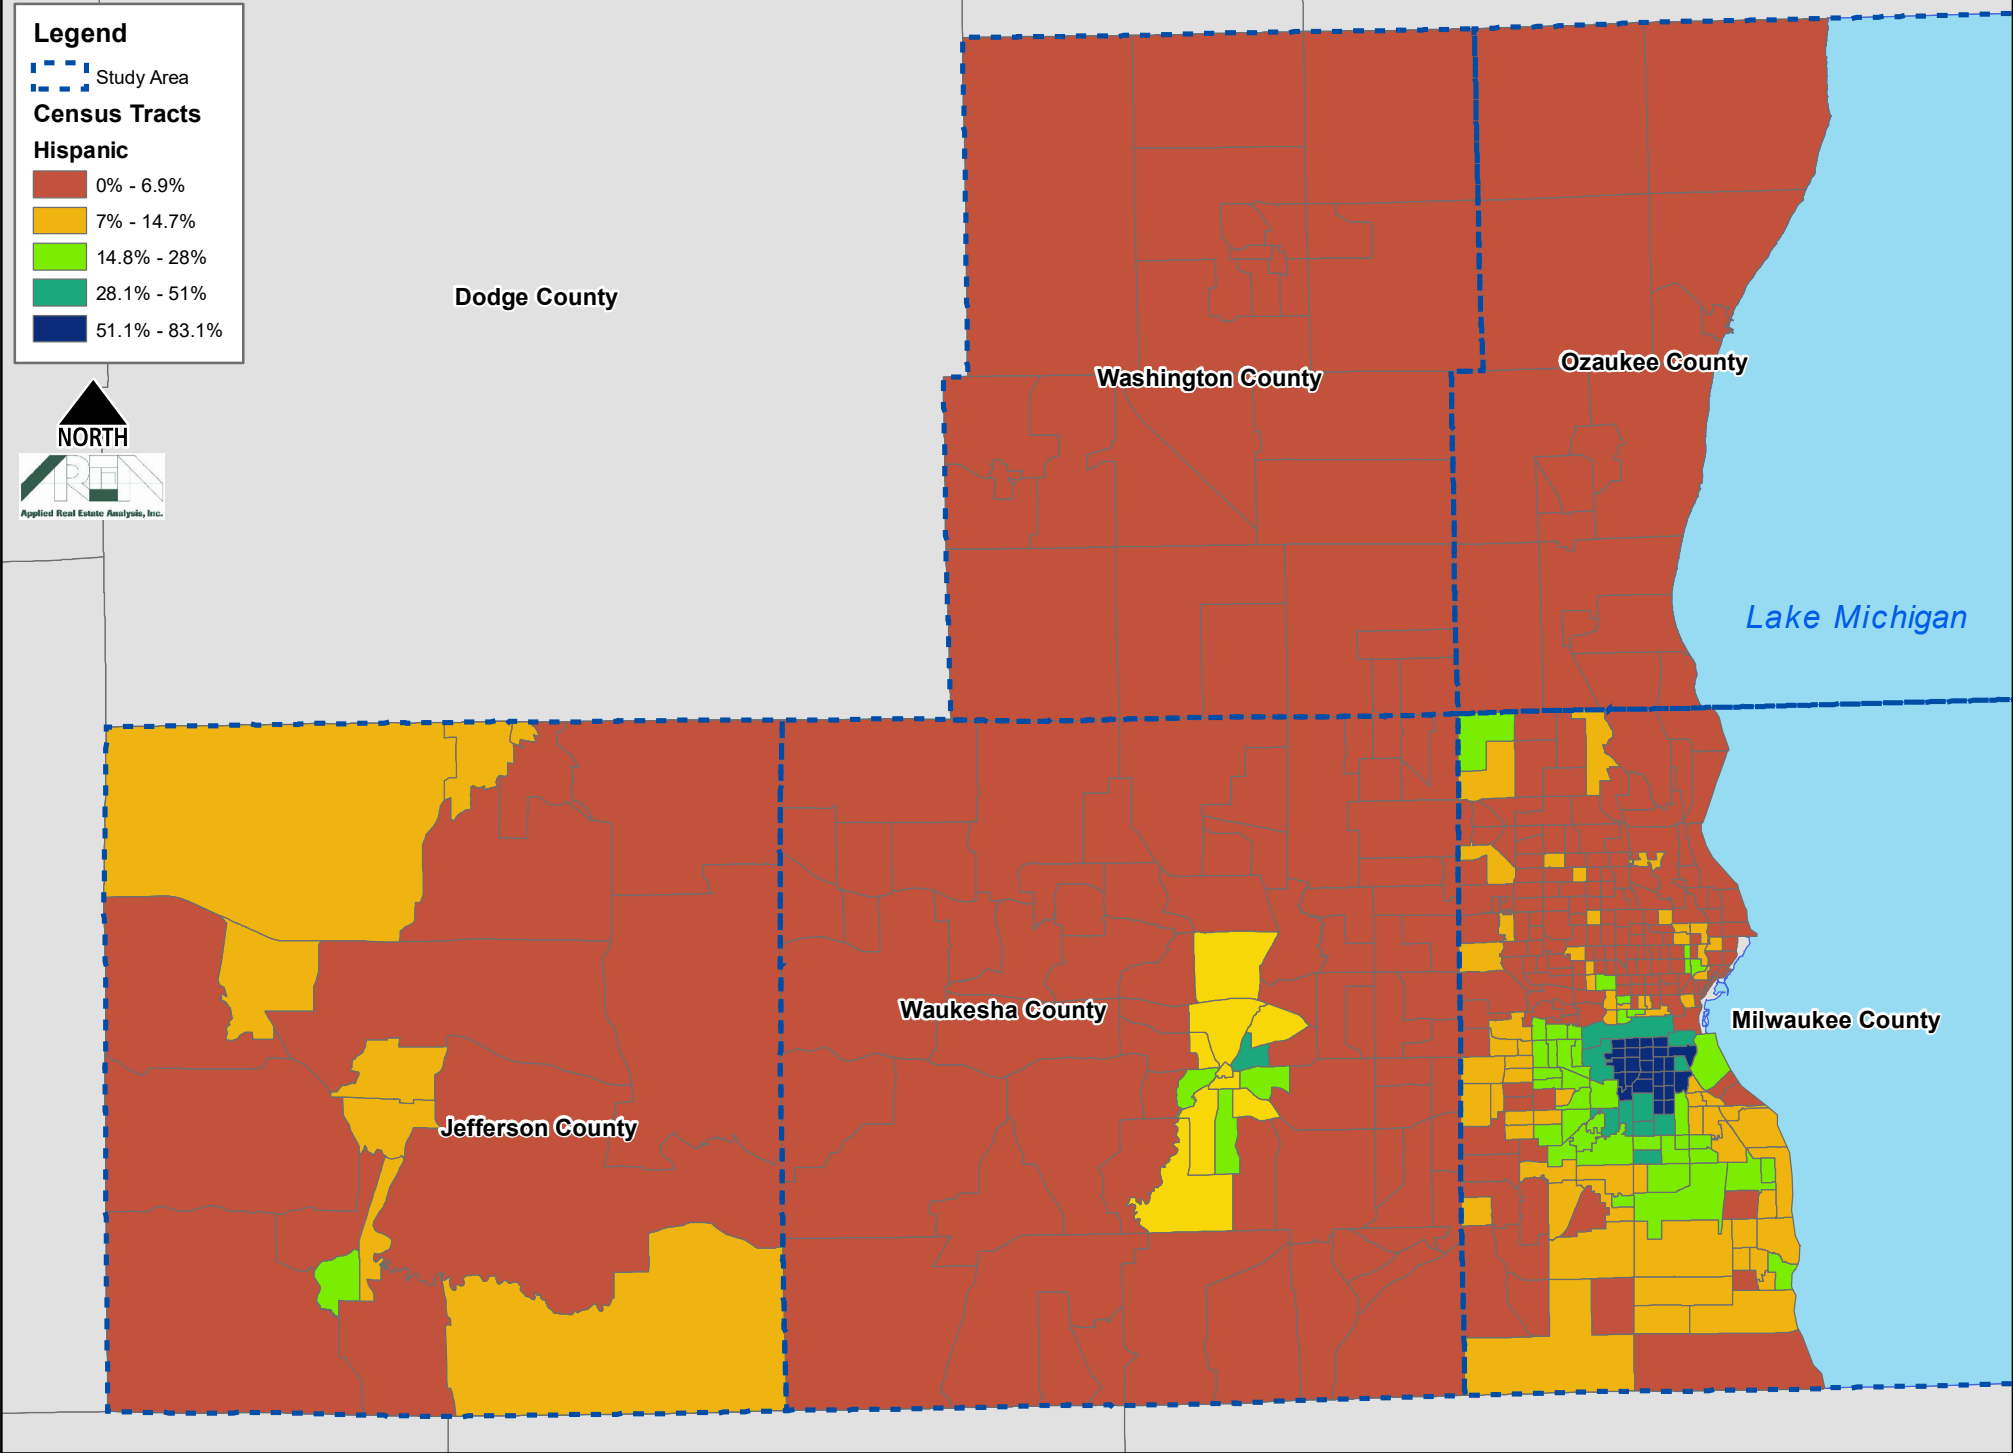 Legend
Study Area
Census Tracts
Hispanic
0% - 6.9%
7% - 14.7%
14.8% - 28%
28.1% - 51%
51.1% - 83.1%
NORTH
AREA
Applied Real Estate Analysis, Inc.
Dodge County
Washington County
Ozaukee County
Lake Michigan
Waukesha County
Milwaukee County
Jefferson County